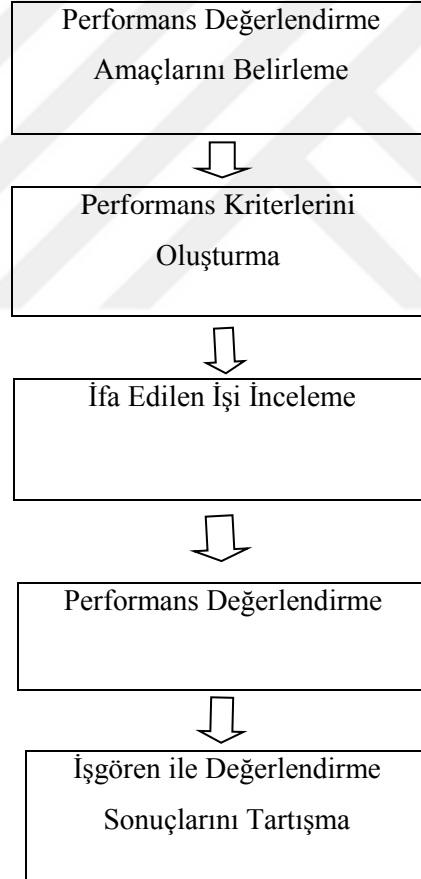 Performans Değerlendirme
Amaçlarını Belirleme
Performans Kriterlerini
Oluşturma
İfa Edilen İşi İnceleme
Performans Değerlendirme
İşgören ile Değerlendirme
Sonuçlarını Tartışma